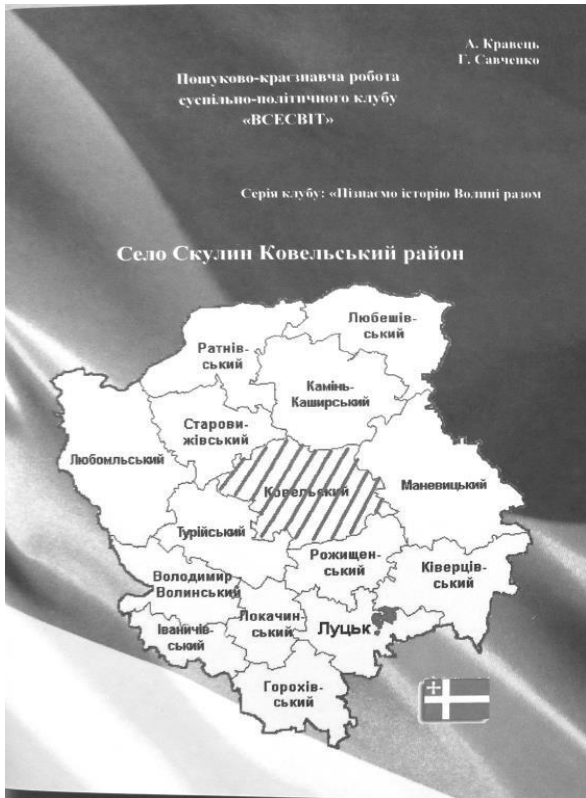 А. Кравець
Г. Савченко
Пошуково-краєзнавча робота
суспільно-політичного клубу
«ВСЕСВІТ»
Серія клубу: «Пізнаємо історію Волині разом
Село Скулин Ковельський район
Любешів-
ський
Ратнів-
ський
Камінь-
Каширський
Старови-
жівський
Любомльський
Ковельский
Маневицький
Турійський
Рожищен-
ський
Ківерців-
ський
Володимир
Волинський
Локачин-
ський
Іваничів-
ський
Луцьк
Горохів-
ський